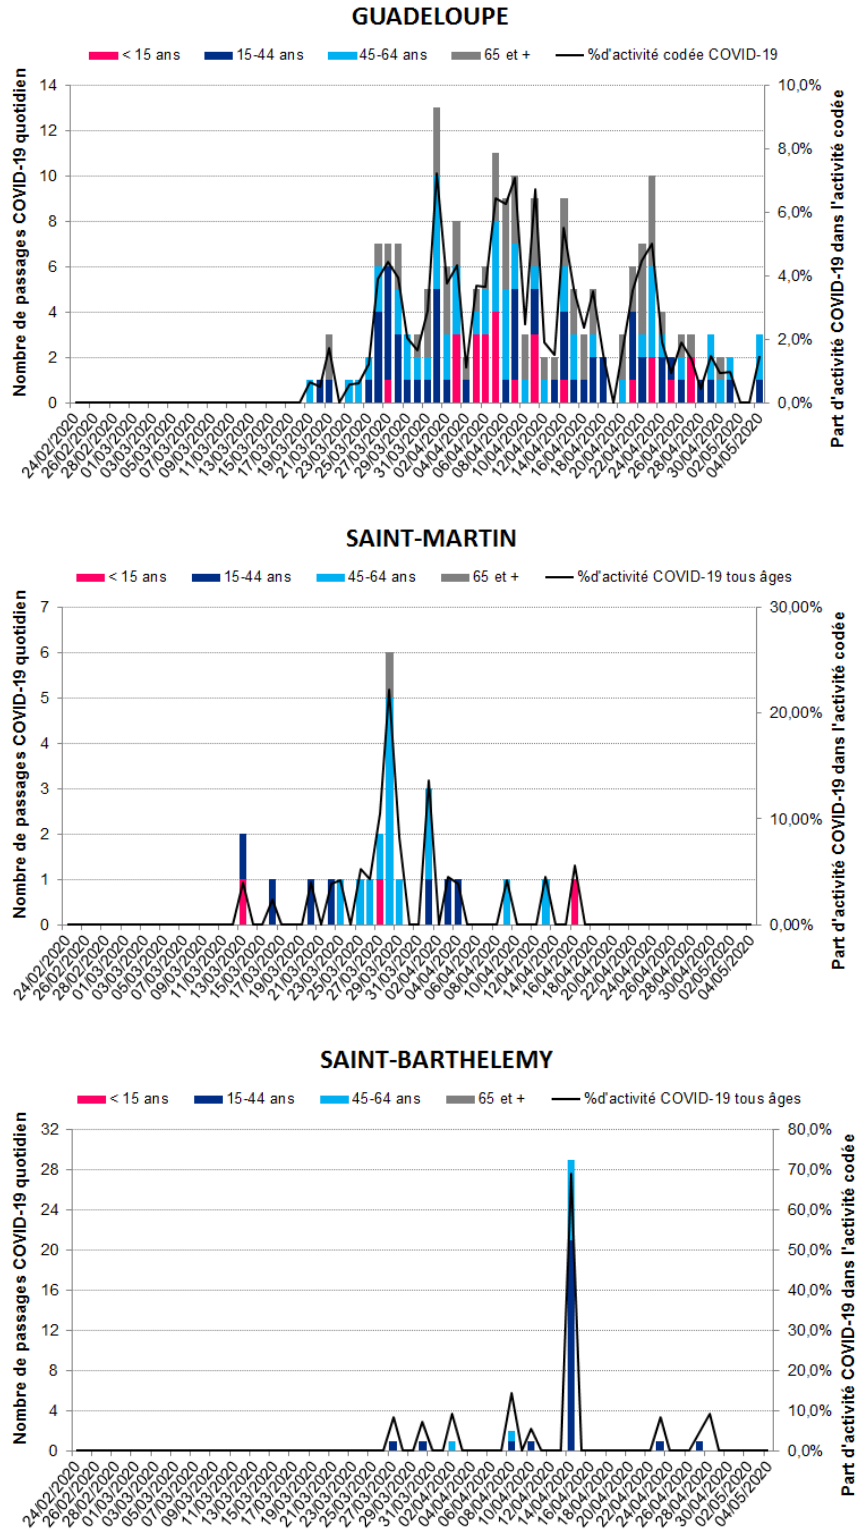 GUADELOUPE
< 15 ans 15-44 ans 45-64 ans 65 et + %d'activité codée COVID-19
Nombre de passages COVID-19 quotidien
14
12
10
8
6
4
2
0
10,0%
8,0%
6,0%
4,0%
2,0%
0,0%
Part d'activité COVID-19 dans l'activité codée
24/02/2020 26/02/2020 28/02/2020 01/03/2020 03/03/2020 05/03/2020 07/03/2020 09/03/2020 11/03/2020 13/03/2020 15/03/2020 17/03/2020 19/03/2020 21/03/2020 23/03/2020 25/03/2020 27/03/2020 29/03/2020 31/03/2020 02/04/2020 04/04/2020 06/04/2020 08/04/2020 10/04/2020 12/04/2020 14/04/2020 16/04/2020 18/04/2020 20/04/2020 22/04/2020 24/04/2020 26/04/2020 28/04/2020 30/04/2020 02/05/2020 04/05/2020
SAINT-MARTIN
< 15 ans 15-44 ans 45-64 ans 65 et + %d'activité COVID-19 tous âges
Nombre de passages COVID-19 quotidien
7
6
5
4
3
2
1
0
30,00%
20,00%
10,00%
0,00%
Part d'activité COVID-19 dans l'activité codée
24/02/2020 26/02/2020 28/02/2020 01/03/2020 03/03/2020 05/03/2020 07/03/2020 09/03/2020 11/03/2020 13/03/2020 15/03/2020 17/03/2020 19/03/2020 21/03/2020 23/03/2020 25/03/2020 27/03/2020 29/03/2020 31/03/2020 02/04/2020 04/04/2020 06/04/2020 08/04/2020 10/04/2020 12/04/2020 14/04/2020 16/04/2020 18/04/2020 20/04/2020 22/04/2020 24/04/2020 26/04/2020 28/04/2020 30/04/2020 02/05/2020 04/05/2020
SAINT-BARTHELEMY
< 15 ans 15-44 ans 45-64 ans 65 et + %d'activité COVID-19 tous âges
Nombre de passages COVID-19 quotidien
32
28
24
20
16
12
8
4
0
80,0%
70,0%
60,0%
50,0%
40,0%
30,0%
20,0%
10,0%
0,0%
Part d'activité COVID-19 dans l'activité codée
24/02/2020 26/02/2020 28/02/2020 01/03/2020 03/03/2020 05/03/2020 07/03/2020 09/03/2020 11/03/2020 13/03/2020 15/03/2020 17/03/2020 19/03/2020 21/03/2020 23/03/2020 25/03/2020 27/03/2020 29/03/2020 31/03/2020 02/04/2020 04/04/2020 06/04/2020 08/04/2020 10/04/2020 12/04/2020 14/04/2020 16/04/2020 18/04/2020 20/04/2020 22/04/2020 24/04/2020 26/04/2020 28/04/2020 30/04/2020 02/05/2020 04/05/2020